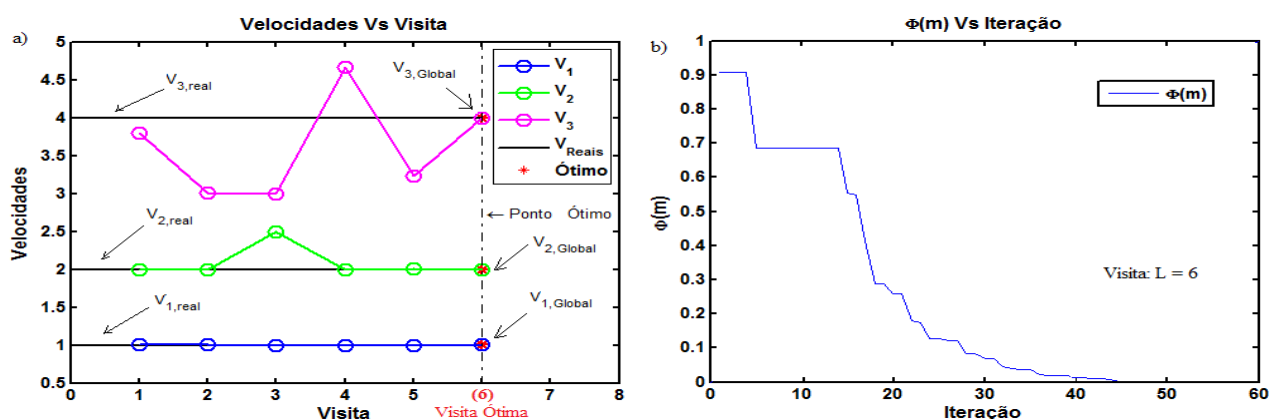 a)
Velocidades Vs Visita
Velocidades
5
4.5
4
3.5
3
2.5
2
1.5
1
0.5
V3,real
V3,Global
V1
V2
V3
VReais
Ótimo
← Ponto Ótimo
V2,real
V2,Global
V1,real
V1,Global
0 1 2 3 4 5 (6) 7 8
Visita
Visita Ótima
b)
Φ(m) Vs Iteração
Φ(m)
1
0.9
0.8
0.7
0.6
0.5
0.4
0.3
0.2
0.1
0
Φ(m)
Visita: L = 6
0 10 20 30 40 50 60
Iteração